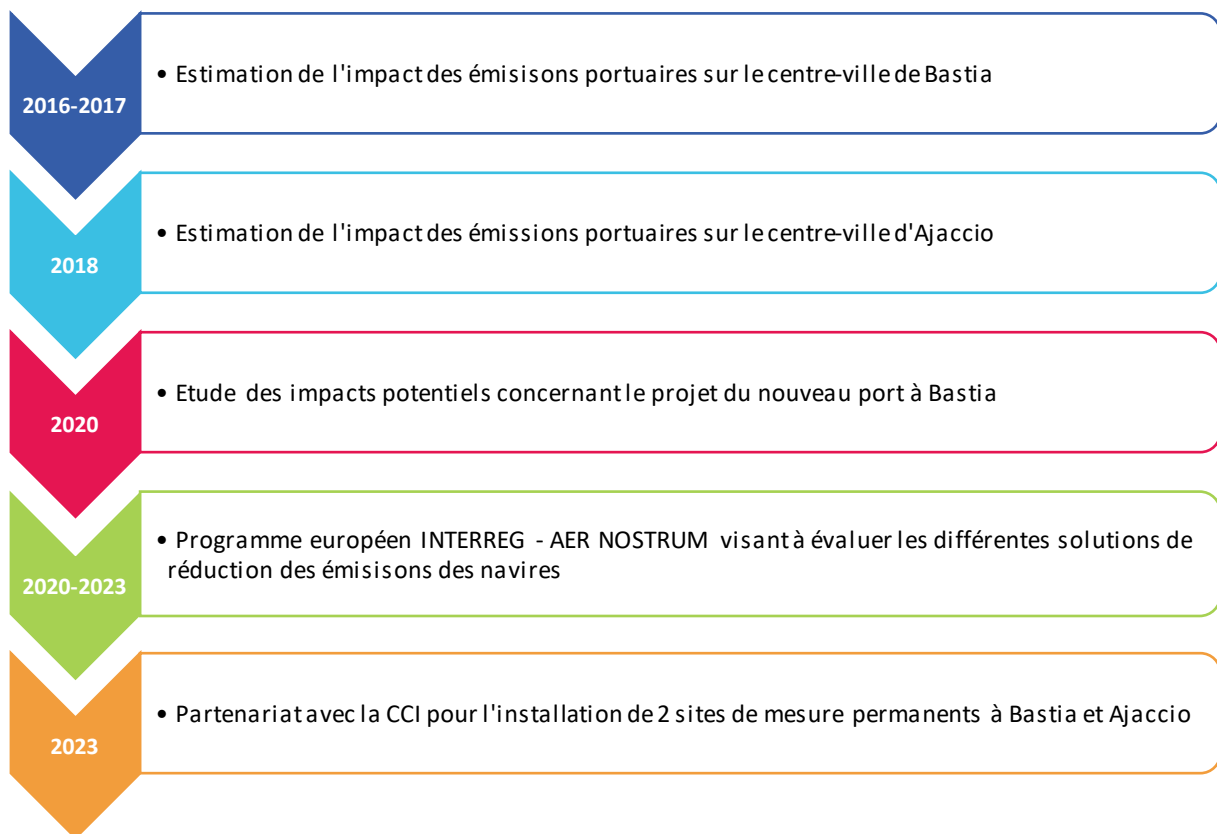 2016-2017
• Estimation de l'impact des émisisons portuaires sur le centre-ville de Bastia
2018
• Estimation de l'impact des émissions portuaires sur le centre-ville d'Ajaccio
2020
• Etude des impacts potentiels concernant le projet du nouveau port à Bastia
2020-2023
• Programme européen INTERREG - AER NOSTRUM visant à évaluer les différentes solutions de
réduction des émisisons des navires
2023
• Partenariat avec la CCI pour l'installation de 2 sites de mesure permanents à Bastia et Ajaccio